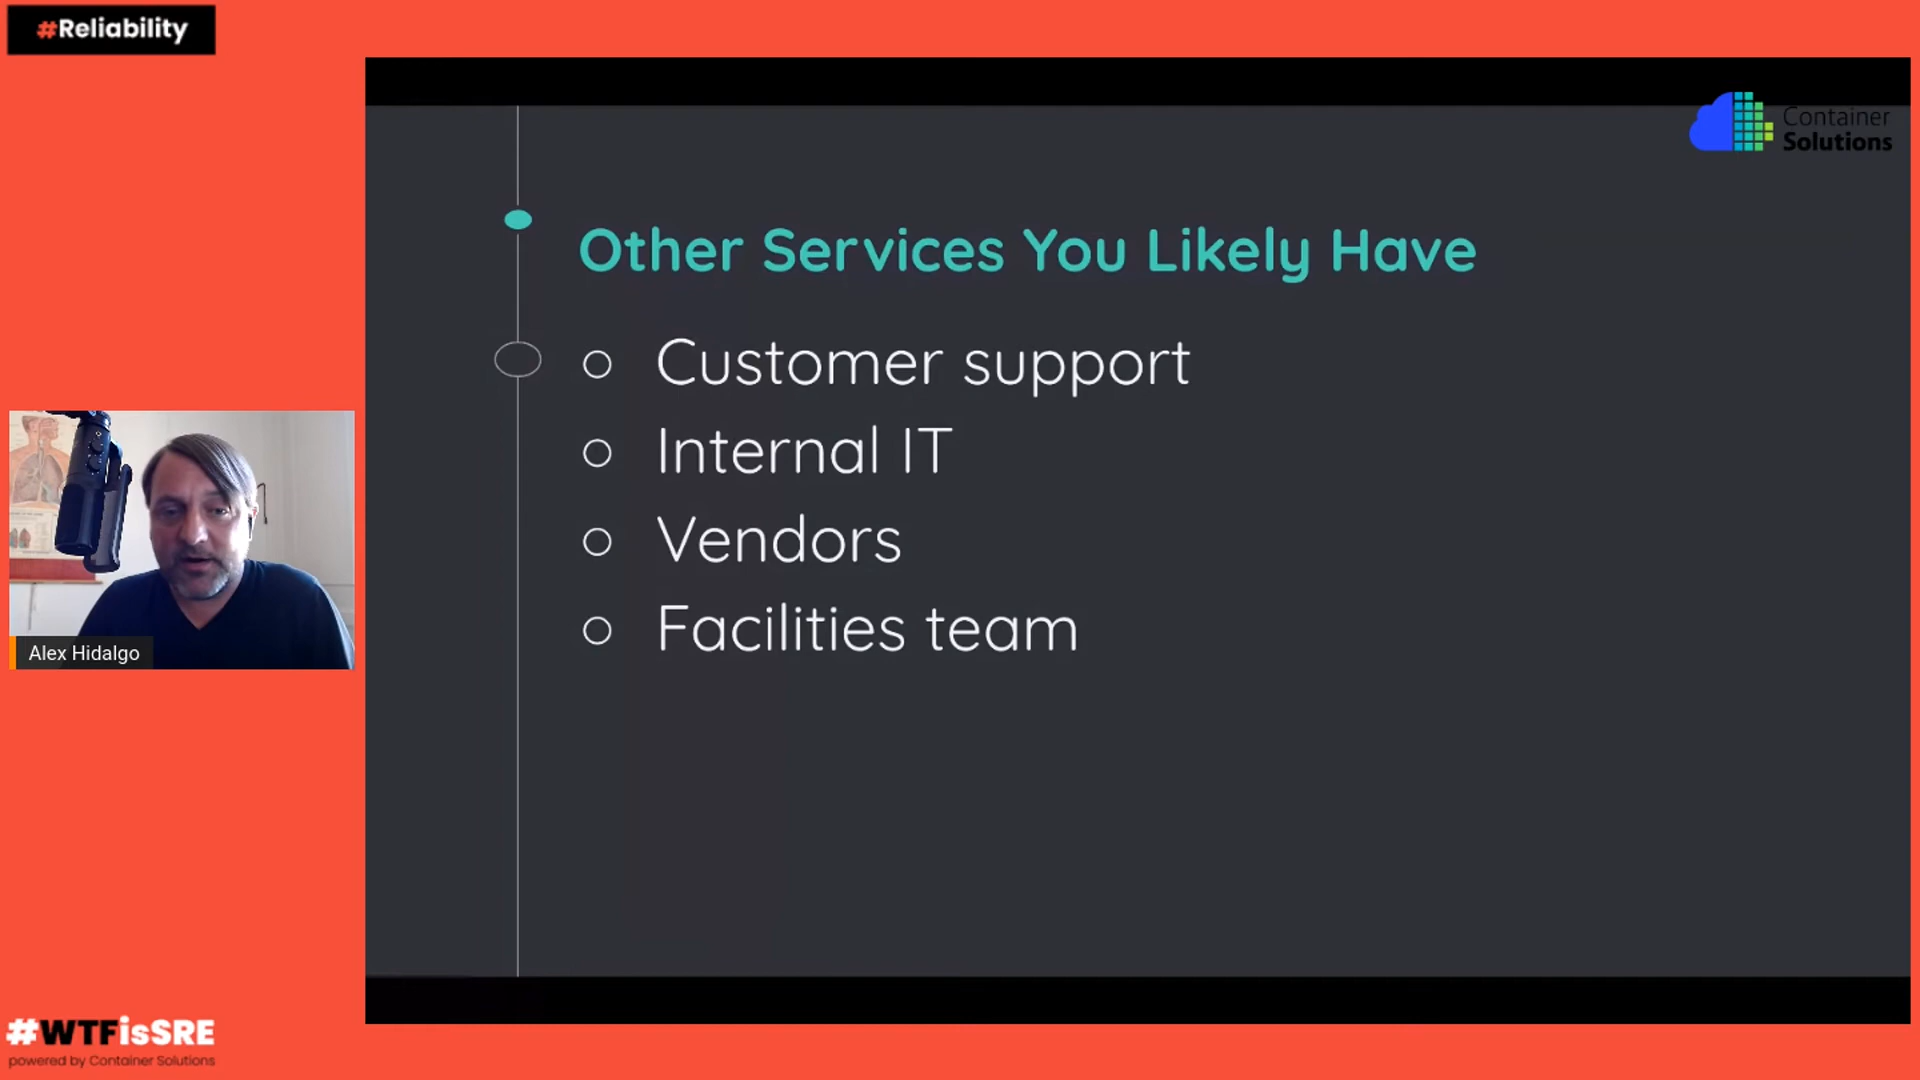 #Reliability
Container
Solutions
Other Services You Likely Have
Customer support
Internal IT
Vendors
Facilities team
Alex Hidalgo
#WTFisSRE
powered by Container Solutions